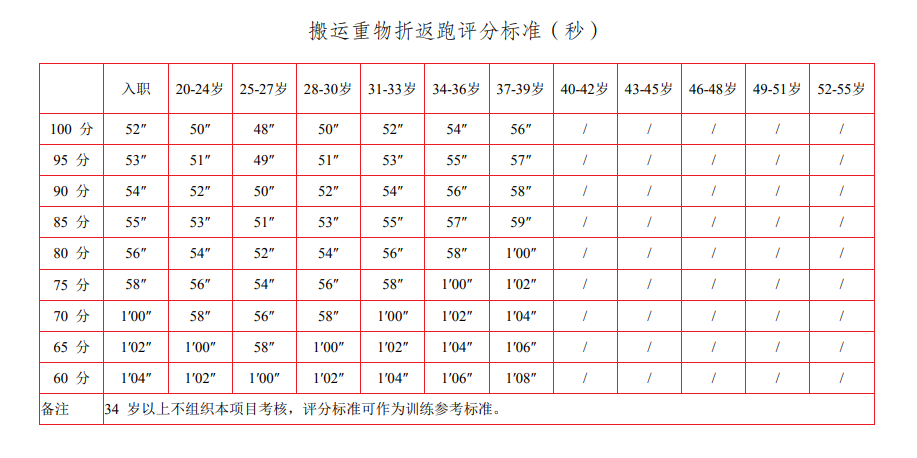 搬运重物折返跑评分标准（秒）
入职 20-24岁 25-27岁 28-30岁 31-33岁 34-36岁 37-39岁 40-42岁 43-45岁 46-48岁 49-51岁 52-55岁
100 分 52″ 50″ 48″ 50″ 52″ 54″ 56″ / / / / /
95 分 53″ 51″ 49″ 51″ 53″ 55″ 57″ / / / / /
90 分 54″ 52″ 50″ 52″ 54″ 56″ 58″ / / / / /
85 分 55″ 53″ 51″ 53″ 55″ 57″ 59″ / / / / /
80 分 56″ 54″ 52″ 54″ 56″ 58″ 1′00″ / / / / /
75 分 58″ 56″ 54″ 56″ 58″ 1′00″ 1′02″ / / / / /
70 分 1′00″ 58″ 56″ 58″ 1′00″ 1′02″ 1′04″ / / / / /
65 分 1′02″ 1′00″ 58″ 1′00″ 1′02″ 1′04″ 1′06″ / / / / /
60 分 1′04″ 1′02″ 1′00″ 1′02″ 1′04″ 1′06″ 1′08″ / / / / /
备注 34 岁以上不组织本项目考核，评分标准可作为训练参考标准。